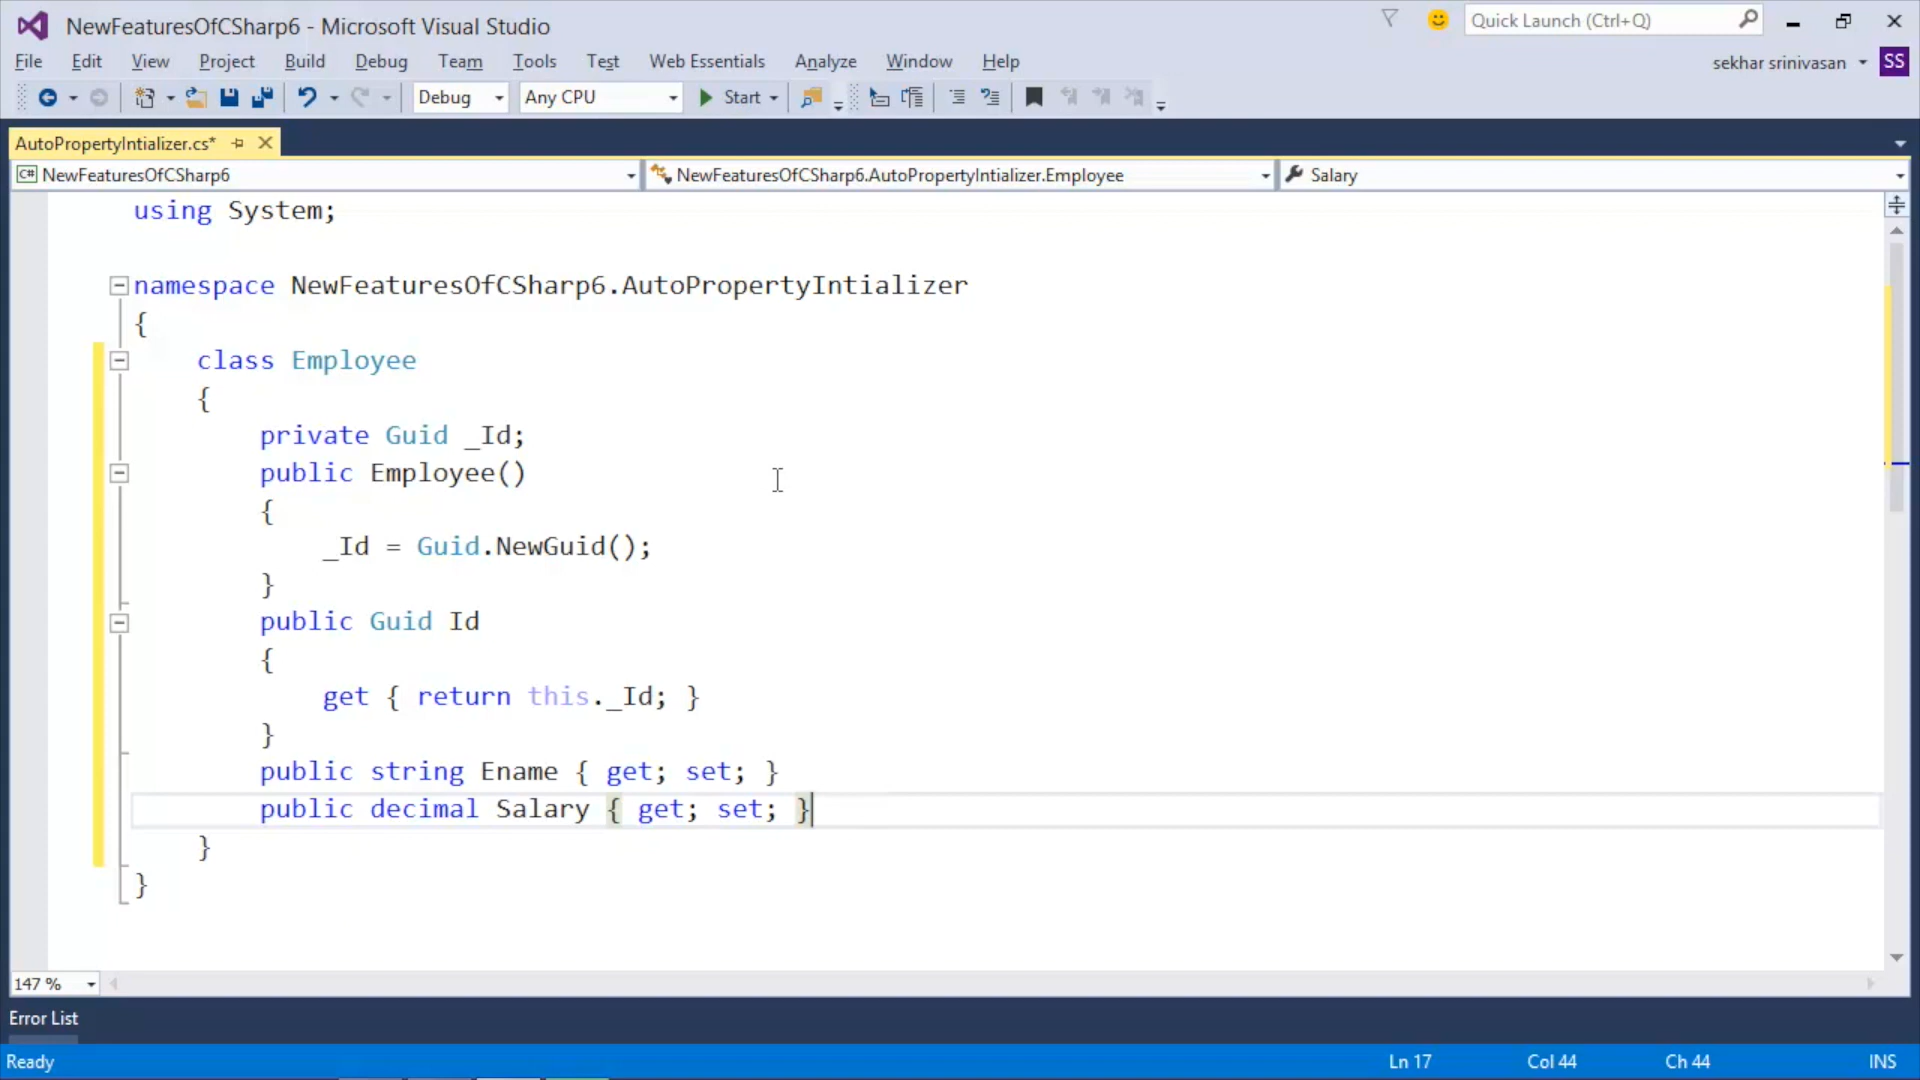 NewFeaturesOfCSharp6 - Microsoft Visual Studio
Quick Launch (Ctrl+Q)
File Edit View Project Build Debug Team Tools Test Web Essentials Analyze Window Help
sekhar srinivasan SS
Debug Any CPU Start
AutoPropertyIntializer.cs*
C# NewFeaturesOfCSharp6 NewFeaturesOfCSharp6.AutoPropertyIntializer.Employee Salary
using System;
namespace NewFeaturesOfCSharp6.AutoPropertyIntializer
{
class Employee
{
private Guid _Id;
public Employee()
{
_Id = Guid.NewGuid();
}
public Guid Id
{
get { return this._Id; }
}
public string Ename { get; set; }
public decimal Salary { get; set; }
}
}
147 %
Error List
Ready Ln 17 Col 44 Ch 44 INS